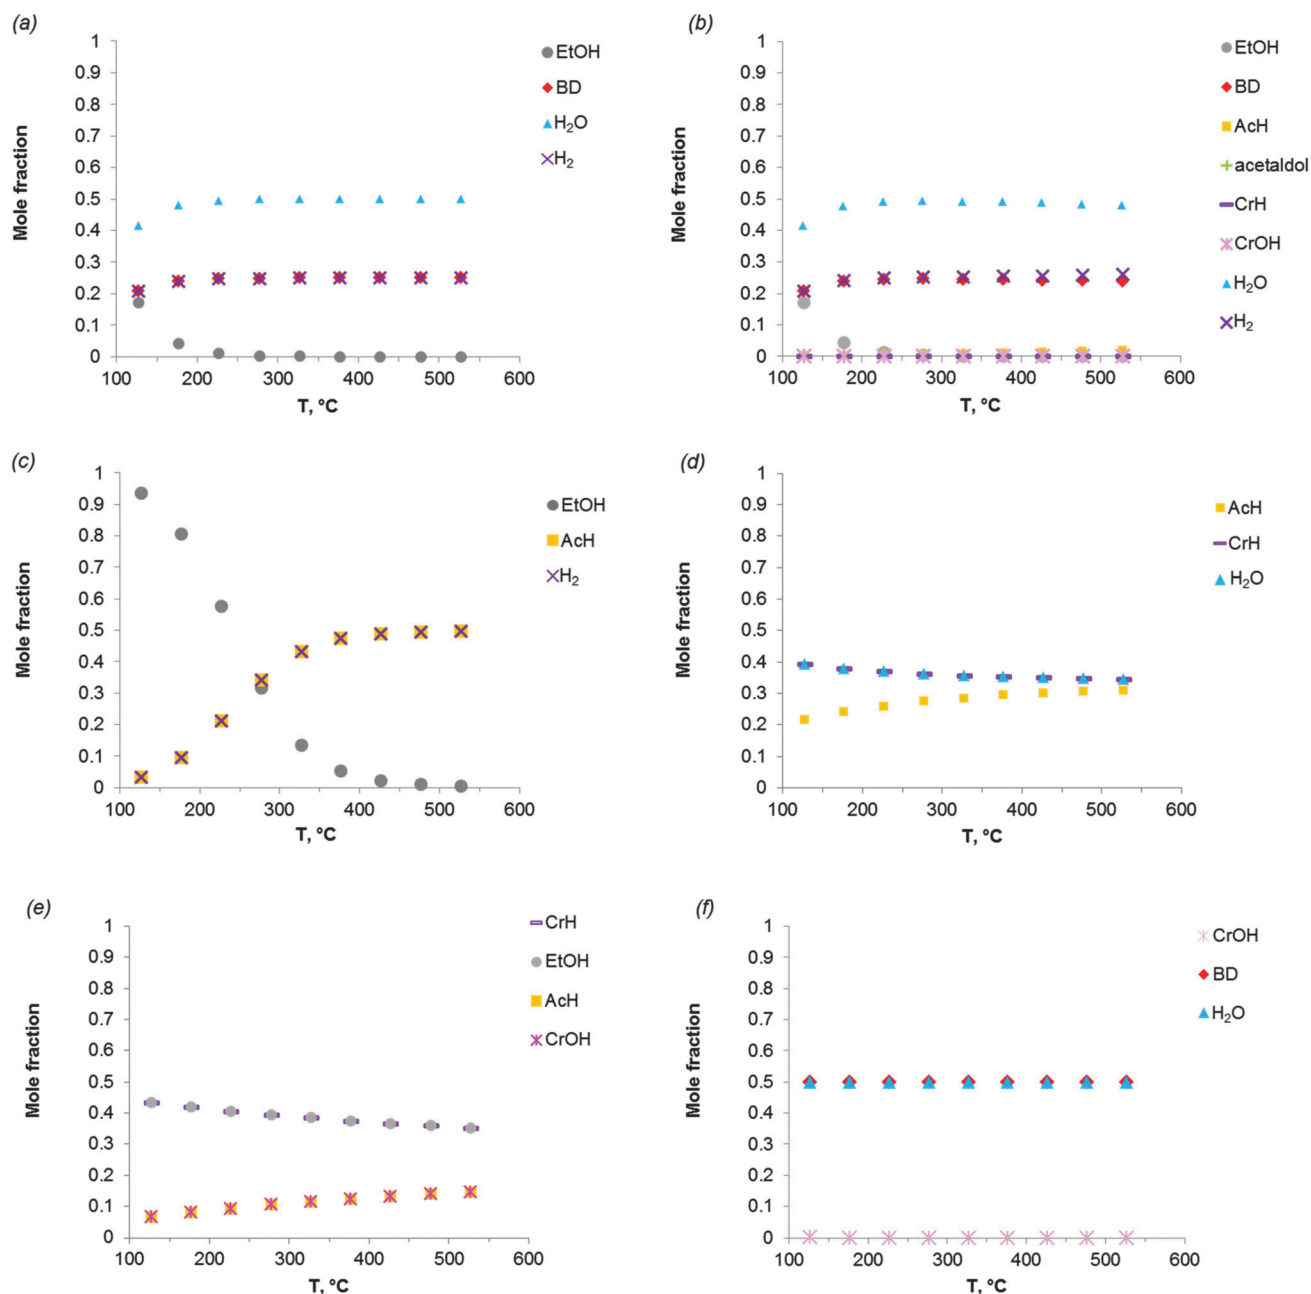 (a)
1
0.9
0.8
0.7
0.6
0.5
0.4
0.3
0.2
0.1
0
Mole fraction
100 200 300 400 500 600
T, °C
EtOH
BD
H₂O
H₂
(b)
1
0.9
0.8
0.7
0.6
0.5
0.4
0.3
0.2
0.1
0
Mole fraction
100 200 300 400 500 600
T, °C
EtOH
BD
AcH
acetaldol
CrH
CrOH
H₂O
H₂
(c)
1
0.9
0.8
0.7
0.6
0.5
0.4
0.3
0.2
0.1
0
Mole fraction
100 200 300 400 500 600
T, °C
EtOH
AcH
H₂
(d)
1
0.9
0.8
0.7
0.6
0.5
0.4
0.3
0.2
0.1
0
Mole fraction
100 200 300 400 500 600
T, °C
AcH
CrH
H₂O
(e)
1
0.9
0.8
0.7
0.6
0.5
0.4
0.3
0.2
0.1
0
Mole fraction
100 200 300 400 500 600
T, °C
CrH
EtOH
AcH
CrOH
(f)
1
0.9
0.8
0.7
0.6
0.5
0.4
0.3
0.2
0.1
0
Mole fraction
100 200 300 400 500 600
T, °C
CrOH
BD
H₂O